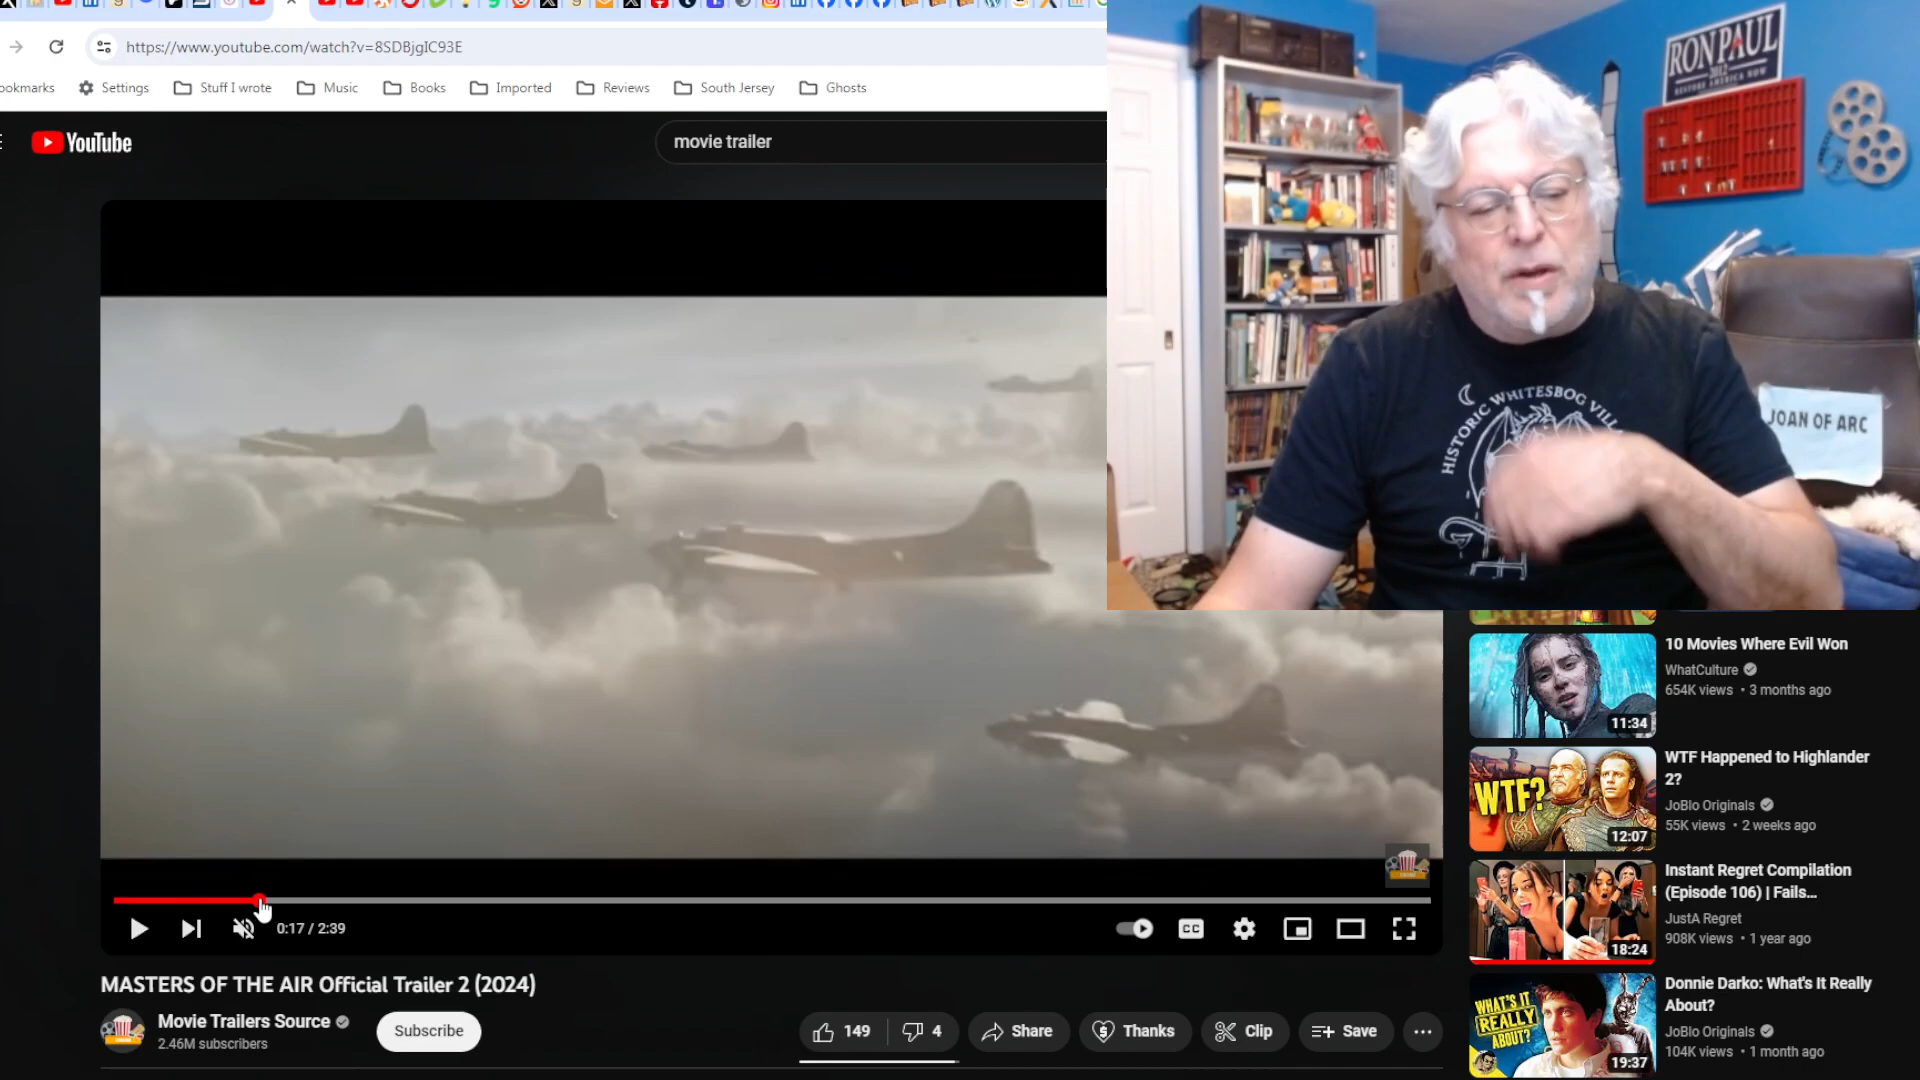 https://www.youtube.com/watch?v=8SDBjgIC93E
ookmarks
Settings
Stuff I wrote
Music
Books
Imported
Reviews
South Jersey
Ghosts
YouTube
movie trailer
RON PAUL
2012
RESTORE AMERICA NOW
HISTORIC WHITESBOG VILL
JOAN OF ARC
0:17 / 2:39
CC
MASTERS OF THE AIR Official Trailer 2 (2024)
Movie Trailers Source
2.46M subscribers
Subscribe
149
4
Share
Thanks
Clip
Save
10 Movies Where Evil Won
WhatCulture
654K views • 3 months ago
11:34
WTF Happened to Highlander
2?
JoBlo Originals
55K views • 2 weeks ago
WTF?
12:07
Instant Regret Compilation
(Episode 106) | Fails...
JustA Regret
908K views • 1 year ago
18:24
Donnie Darko: What's It Really
About?
JoBlo Originals
104K views • 1 month ago
WHAT'S IT
REALLY
ABOUT?
19:37